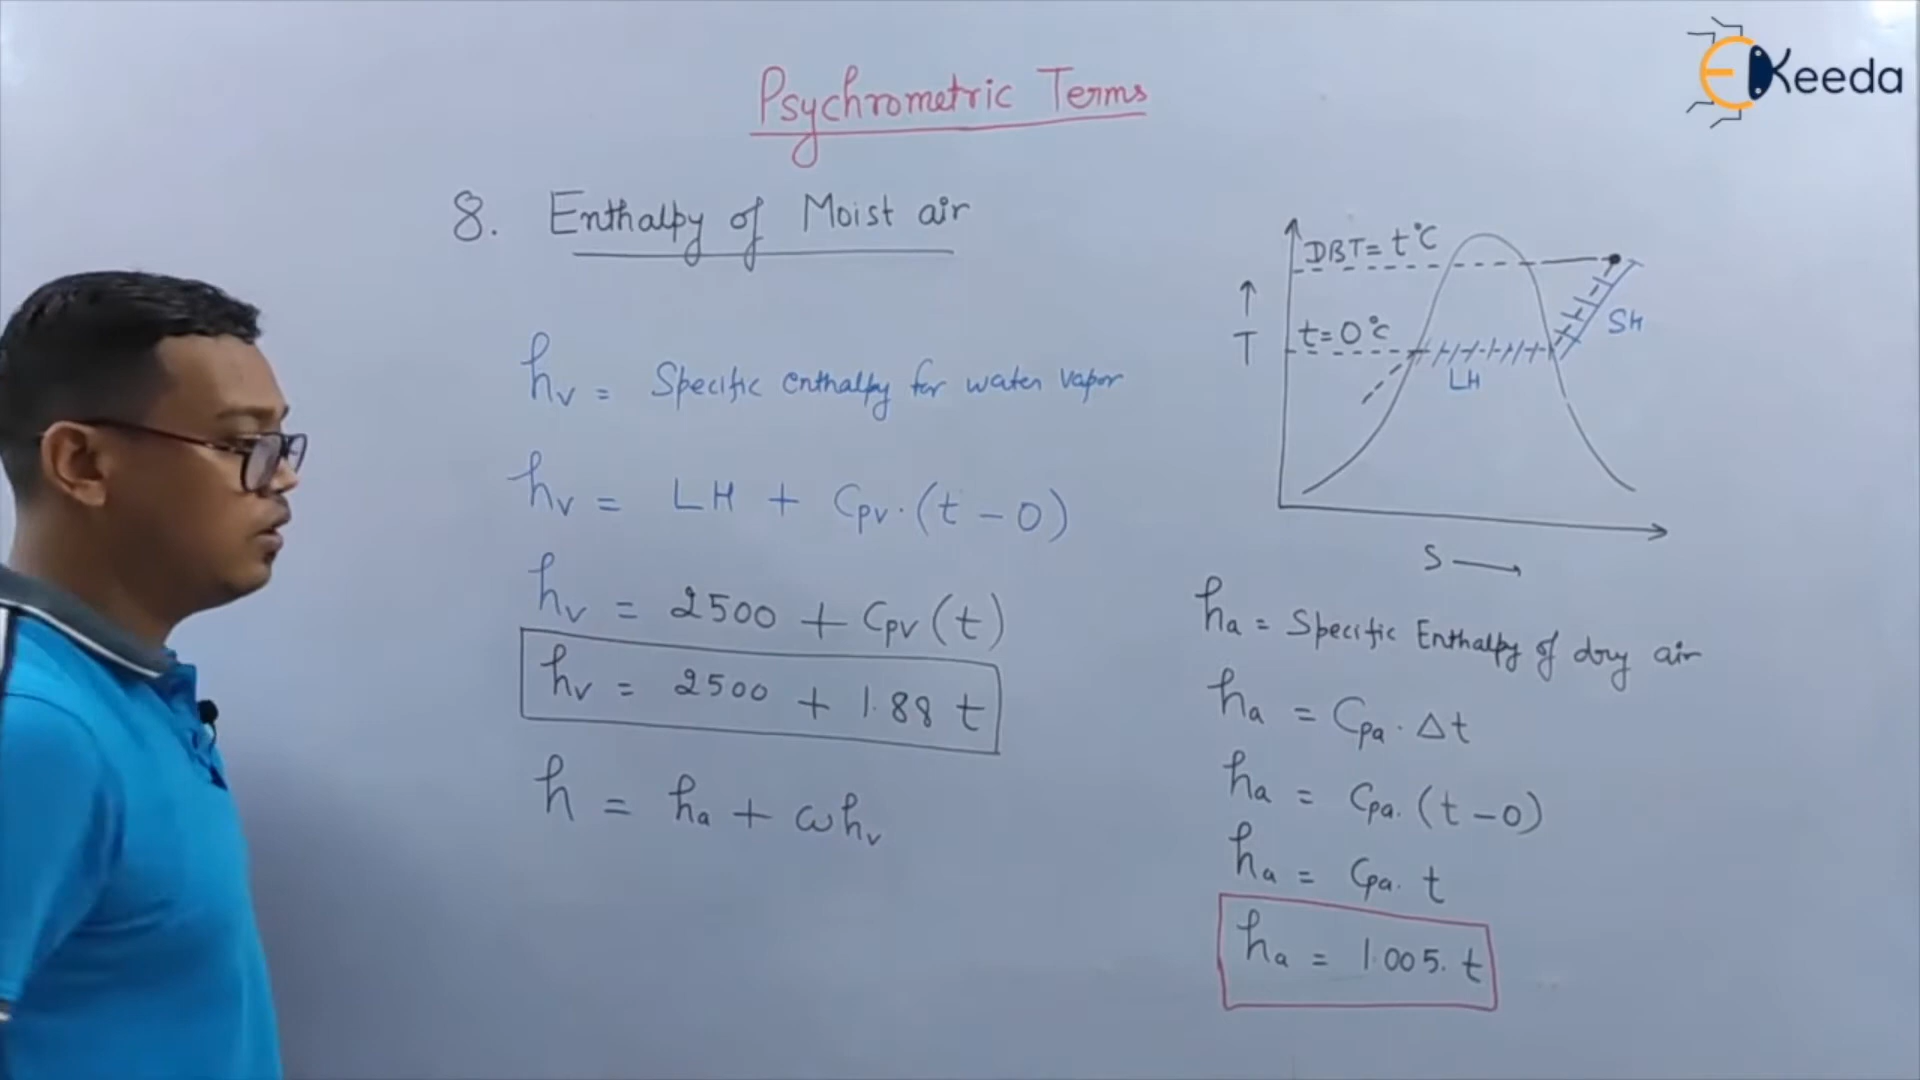 EKeeda
Psychrometric Terms
8. Enthalpy of Moist air
hv = Specific enthalpy for water vapor
hv = LH + Cpv.(t - 0)
hv = 2500 + Cpv(t)
hv = 2500 + 1.88 t
h = ha + ωhv
DBT = t°C
t = 0°C
T
SH
LH
S
ha = Specific Enthalpy of dry air
ha = Cpa . Δt
ha = Cpa. (t - 0)
ha = Cpa. t
ha = 1.005. t